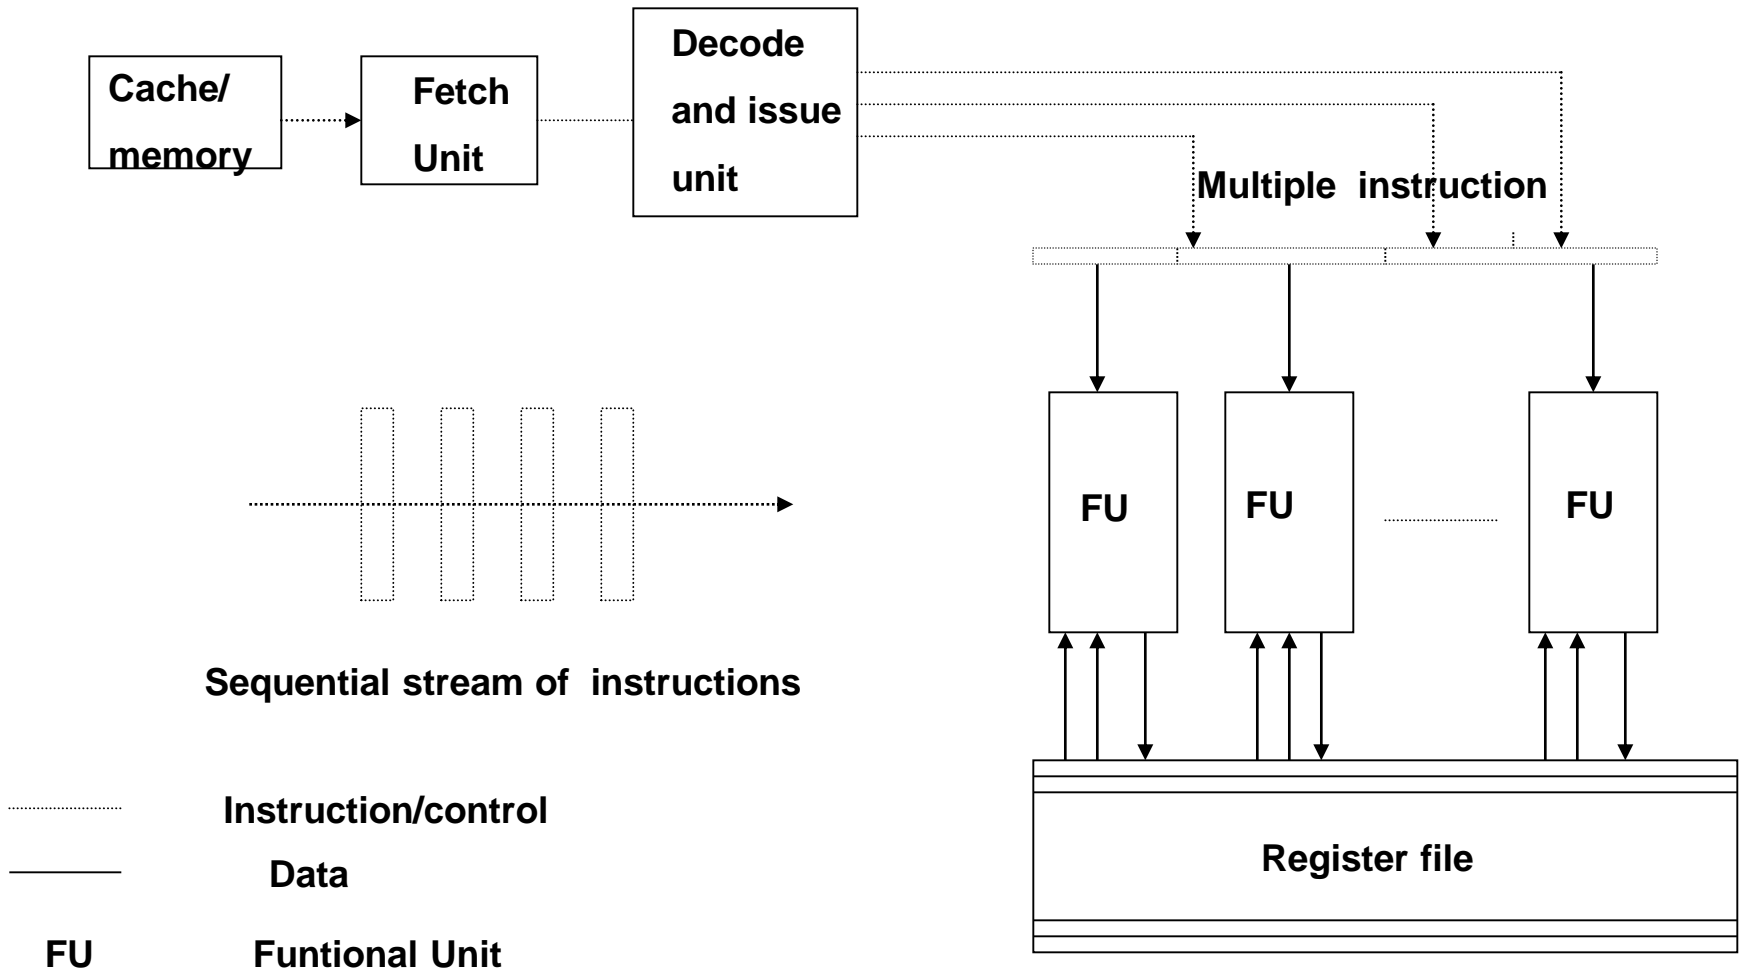 Cache/
memory
Fetch
Unit
Decode
and issue
unit
Multiple instruction
FU
FU
FU
Sequential stream of instructions
Instruction/control
Data
Register file
FU Funtional Unit